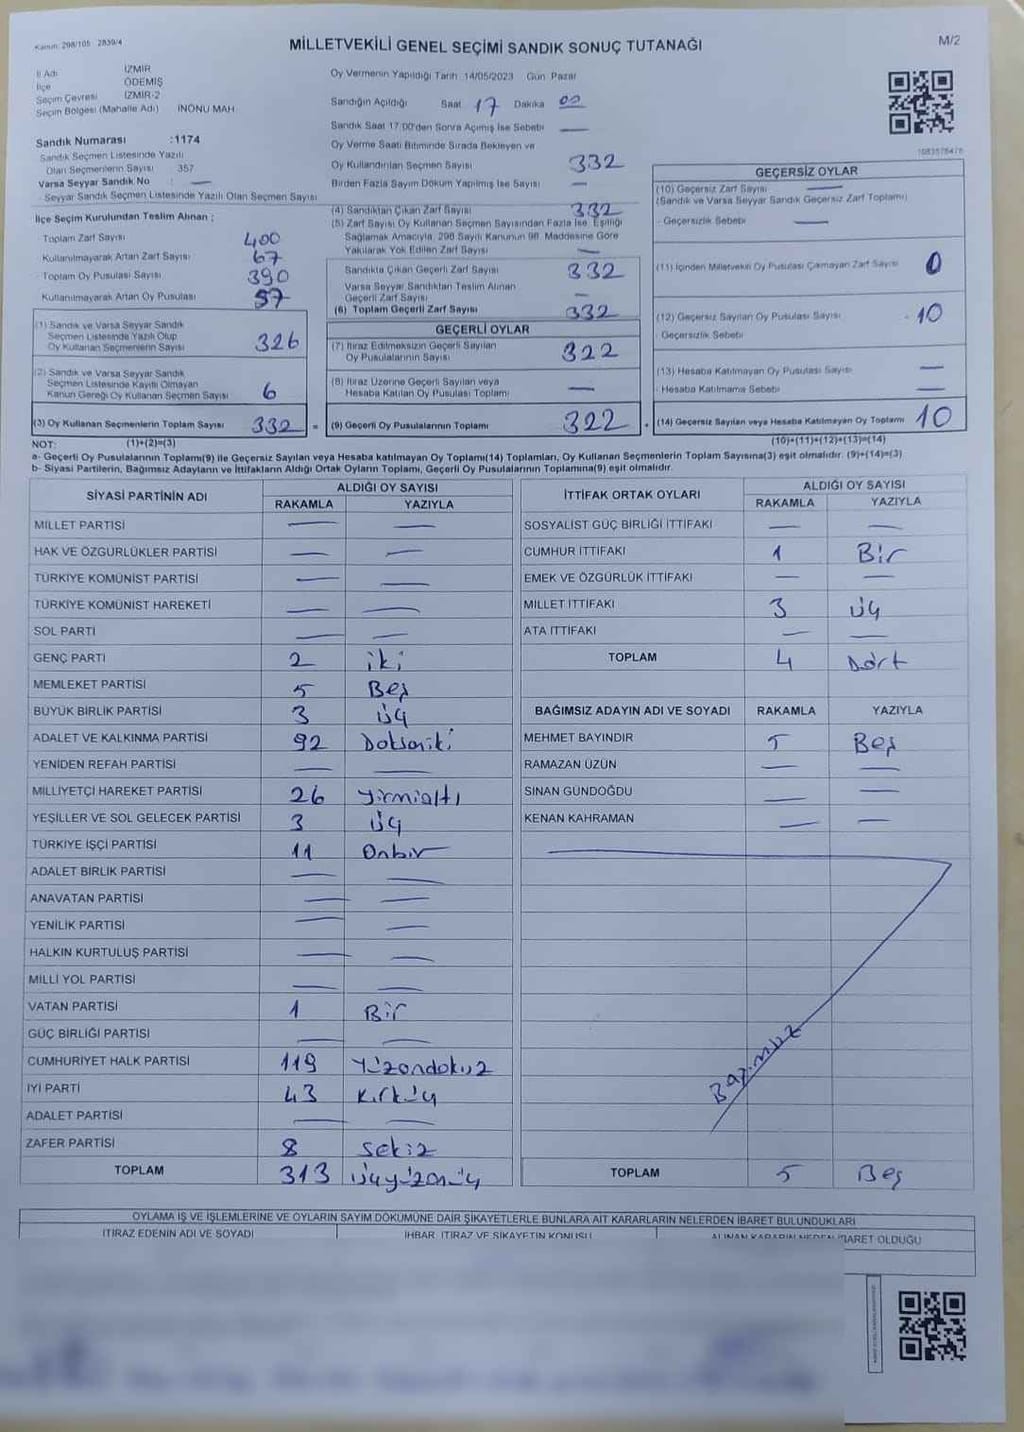 Kanun: 298/105 2839/4
MİLLETVEKİLİ GENEL SEÇİMİ SANDIK SONUÇ TUTANAĞI
M/2
İl Adı İZMİR
İlçe ÖDEMİŞ
Seçim Çevresi İZMİR-2
Seçim Bölgesi (Mahalle Adı) İNÖNÜ MAH.
Oy Vermenin Yapıldığı Tarih 14/05/2023 Gün Pazar
Sandığın Açıldığı Saat 17 Dakika 00
Sandık Saat 17:00'den Sonra Açımış İse Sebebi —
Oy Verme Saati Bitiminde Sırada Bekleyen ve
Oy Kullandırılan Seçmen Sayısı 332
Birden Fazla Sayım Döküm Yapılmış İse Sayısı —
Sandık Numarası :1174
Sandık Seçmen Listesinde Yazılı
Olan Seçmenlerin Sayısı 357
Varsa Seyyar Sandık No : —
Seyyar Sandık Seçmen Listesinde Yazılı Olan Seçmen Sayısı
İlçe Seçim Kurulundan Teslim Alınan ;
Toplam Zarf Sayısı 400
Kullanılmayarak Artan Zarf Sayısı 67
Toplam Oy Pusulası Sayısı 390
Kullanılmayarak Artan Oy Pusulası 57
(1) Sandık ve Varsa Seyyar Sandık
Seçmen Listesinde Yazılı Olup
Oy Kullanan Seçmenlerin Sayısı 326
(2) Sandık ve Varsa Seyyar Sandık
Seçmen Listesinde Kayıtlı Olmayan
Kanun Gereği Oy Kullanan Seçmen Sayısı 6
(3) Oy Kullanan Seçmenlerin Toplam Sayısı 332 =
(4) Sandıktan Çıkan Zarf Sayısı 332
(5) Zarf Sayısı Oy Kullanan Seçmen Sayısından Fazla İse, Eşitliği
Sağlamak Amacıyla, 298 Sayılı Kanunun 98. Maddesine Göre
Yakılarak Yok Edilen Zarf Sayısı —
Sandıkta Çıkan Geçerli Zarf Sayısı 332
Varsa Seyyar Sandıktan Teslim Alınan
Geçerli Zarf Sayısı —
(6) Toplam Geçerli Zarf Sayısı 332
GEÇERLİ OYLAR
(7) İtiraz Edilmeksizin Geçerli Sayılan
Oy Pusulalarının Sayısı 322
(8) İtiraz Üzerine Geçerli Sayılan veya
Hesaba Katılan Oy Pusulası Toplamı —
(9) Geçerli Oy Pusulalarının Toplamı 322 +
GEÇERSİZ OYLAR
1083578478
(10) Geçersiz Zarf Sayısı —
(Sandık ve Varsa Seyyar Sandık Geçersiz Zarf Toplamı)
- Geçersizlik Sebebi —
(11) İçinden Milletvekili Oy Pusulası Çıkmayan Zarf Sayısı 0
(12) Geçersiz Sayılan Oy Pusulası Sayısı - 10
- Geçersizlik Sebebi
(13) Hesaba Katılmayan Oy Pusulası Sayısı —
- Hesaba Katılmama Sebebi —
(14) Geçersiz Sayılan veya Hesaba Katılmayan Oy Toplamı 10
NOT: (1)+(2)=(3) (10)+(11)+(12)+(13)=(14)
a- Geçerli Oy Pusulalarının Toplamı(9) ile Geçersiz Sayılan veya Hesaba katılmayan Oy Toplamı(14) Toplamları, Oy Kullanan Seçmenlerin Toplam Sayısına(3) eşit olmalıdır. (9)+(14)=(3)
b- Siyasi Partilerin, Bağımsız Adayların ve İttifakların Aldığı Ortak Oyların Toplamı, Geçerli Oy Pusulalarının Toplamına(9) eşit olmalıdır.
SİYASİ PARTİNİN ADI ALDIĞI OY SAYISI
RAKAMLA YAZIYLA
MİLLET PARTİSİ — —
HAK VE ÖZGÜRLÜKLER PARTİSİ — —
TÜRKİYE KOMÜNİST PARTİSİ — —
TÜRKİYE KOMÜNİST HAREKETİ — —
SOL PARTİ — —
GENÇ PARTİ 2 iki
MEMLEKET PARTİSİ 5 Beş
BÜYÜK BİRLİK PARTİSİ 3 üç
ADALET VE KALKINMA PARTİSİ 92 Doksaniki
YENİDEN REFAH PARTİSİ — —
MİLLİYETÇİ HAREKET PARTİSİ 26 Yirmialtı
YEŞİLLER VE SOL GELECEK PARTİSİ 3 üç
TÜRKİYE İŞÇİ PARTİSİ 11 Onbir
ADALET BİRLİK PARTİSİ — —
ANAVATAN PARTİSİ — —
YENİLİK PARTİSİ — —
HALKIN KURTULUŞ PARTİSİ — —
MİLLİ YOL PARTİSİ — —
VATAN PARTİSİ 1 Bir
GÜÇ BİRLİĞİ PARTİSİ — —
CUMHURİYET HALK PARTİSİ 119 Yüzondokuz
İYİ PARTİ 43 Kırküç
ADALET PARTİSİ — —
ZAFER PARTİSİ 8 Sekiz
TOPLAM 313 üçyüzonüç
İTTİFAK ORTAK OYLARI ALDIĞI OY SAYISI
RAKAMLA YAZIYLA
SOSYALİST GÜÇ BİRLİĞİ İTTİFAKI — —
CUMHUR İTTİFAKI 1 Bir
EMEK VE ÖZGÜRLÜK İTTİFAKI — —
MİLLET İTTİFAKI 3 üç
ATA İTTİFAKI — —
TOPLAM 4 Dört
BAĞIMSIZ ADAYIN ADI VE SOYADI RAKAMLA YAZIYLA
MEHMET BAYINDIR 5 Beş
RAMAZAN ÜZÜN — —
SİNAN GÜNDOĞDU — —
KENAN KAHRAMAN — —
TOPLAM 5 Beş
OYLAMA İŞ VE İŞLEMLERİNE VE OYLARIN SAYIM DÖKÜMÜNE DAİR ŞİKAYETLERLE BUNLARA AİT KARARLARIN NELERDEN İBARET BULUNDUKLARI
İTİRAZ EDENİN ADI VE SOYADI İHBAR, İTİRAZ VE ŞİKAYETİN KONUSU ALINAN KARARIN NEDEN İBARET OLDUĞU